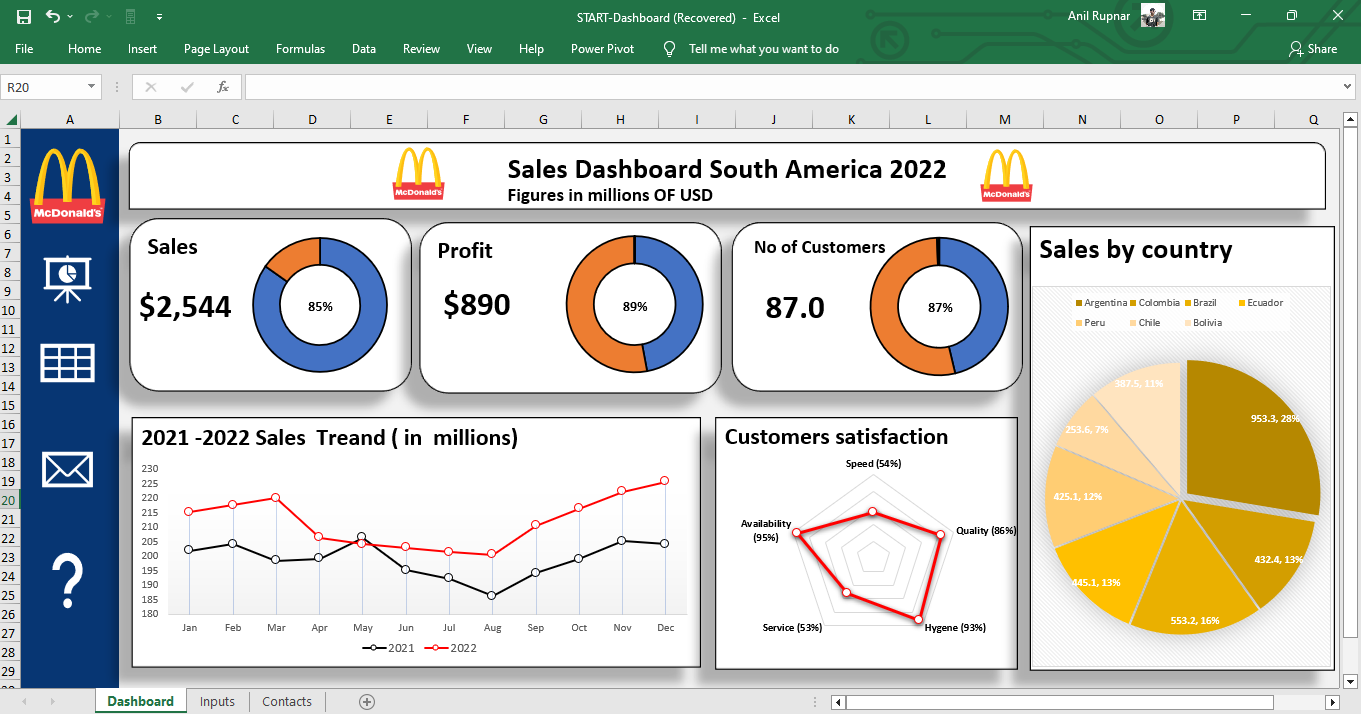 START-Dashboard (Recovered) - Excel
Anil Rupnar
File Home Insert Page Layout Formulas Data Review View Help Power Pivot Tell me what you want to do Share
R20 fx
A B C D E F G H I J K L M N O P Q
1
2
3
4
5
6
7
8
9
10
11
12
13
14
15
16
17
18
19
20
21
22
23
24
25
26
27
28
29
McDonald's
McDonald's
Sales Dashboard South America 2022
Figures in millions OF USD
McDonald's
Sales
$2,544
85%
Profit
$890
89%
No of Customers
87.0
87%
Sales by country
Argentina Colombia Brazil Ecuador
Peru Chile Bolivia
387.5, 11%
953.3, 28%
253.6, 7%
425.1, 12%
432.4, 13%
445.1, 13%
553.2, 16%
2021 -2022 Sales Treand ( in millions)
230
225
220
215
210
205
200
195
190
185
180
Jan Feb Mar Apr May Jun Jul Aug Sep Oct Nov Dec
2021 2022
Customers satisfaction
Speed (54%)
Quality (86%)
Hygene (93%)
Service (53%)
Availability
(95%)
Dashboard Inputs Contacts